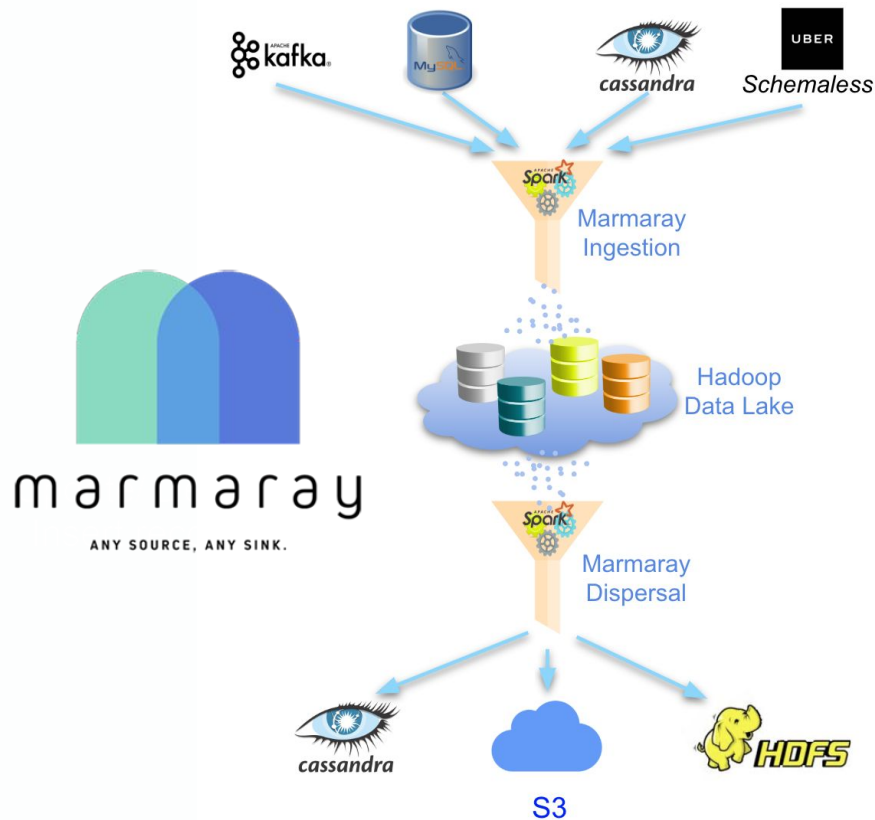 APACHE
kafka®
MySQL
cassandra
UBER
Schemaless
APACHE
Spark
Marmaray
Ingestion
Hadoop
Data Lake
marmaray
ANY SOURCE, ANY SINK.
APACHE
Spark
Marmaray
Dispersal
cassandra
S3
HDFS